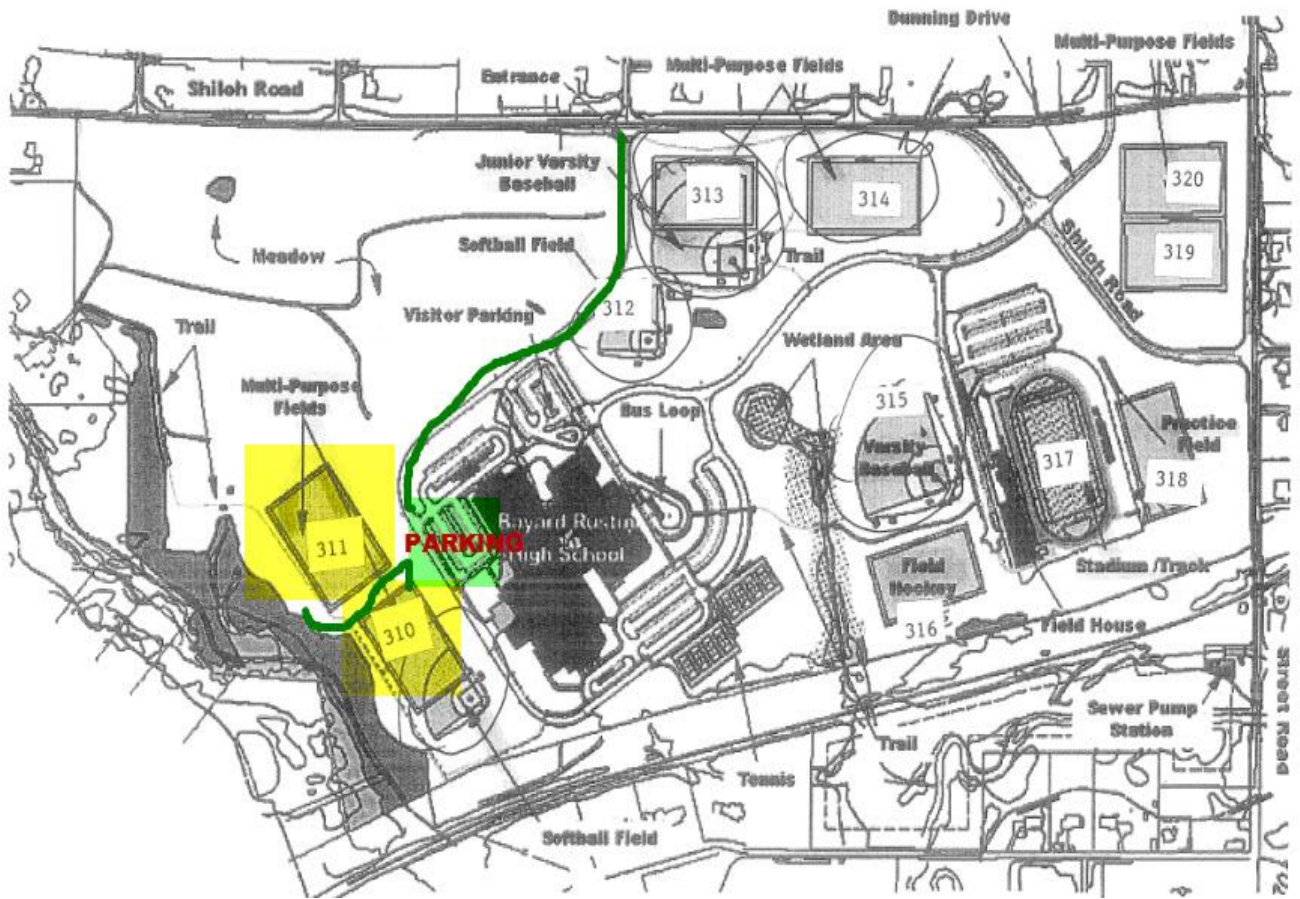 Dunning Drive
Multi-Purpose Fields
Multi-Purpose Fields
Entrance
Shiloh Road
Junior Varsity
Baseball
313
314
No
320
319
Shiloh Road
Trail
Softball Field
Meadow
312
Visitor Parking
Trail
Wetland Area
Multi-Purpose
Fields
Bus Loop
315
Varsity
Baseball
Practice
Field
317
318
311
PARKING
Bayard Rustin
High School
310
Field
Hockey
Stadium /Track
316
Field House
Street Road
Sewer Pump
Station
Trail
Tennis
Softball Field